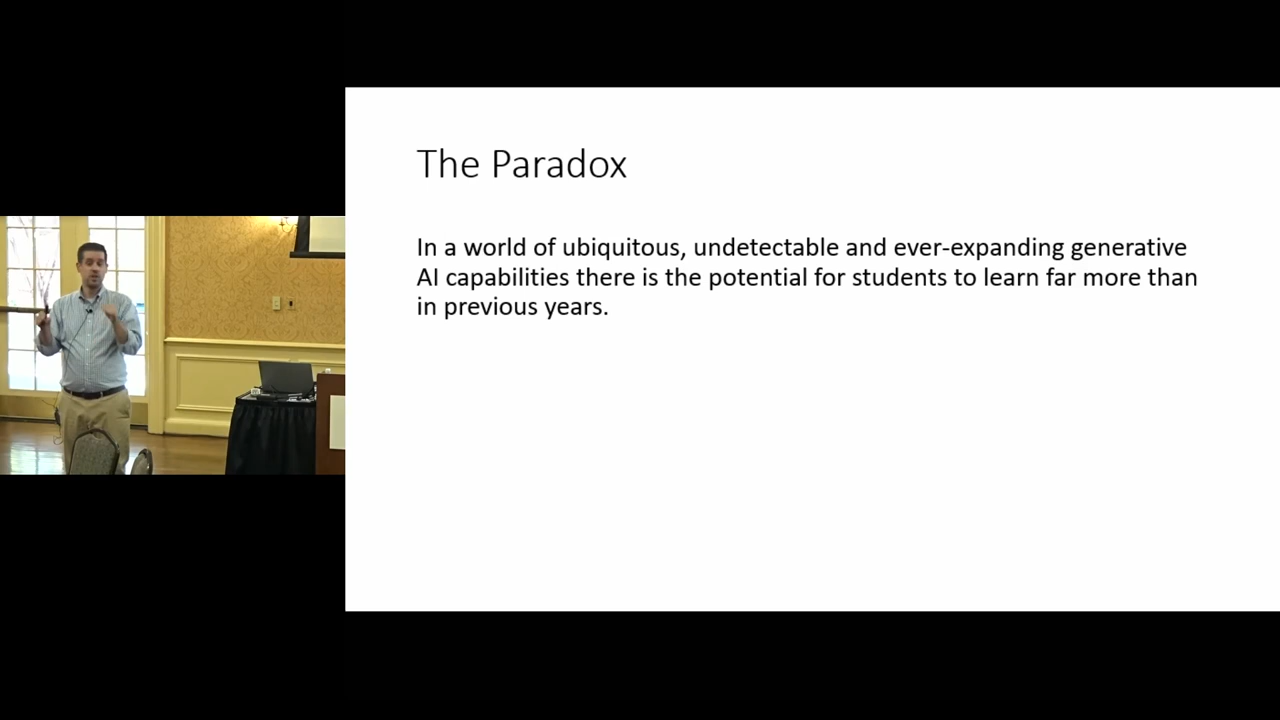 The Paradox
In a world of ubiquitous, undetectable and ever-expanding generative
AI capabilities there is the potential for students to learn far more than
in previous years.